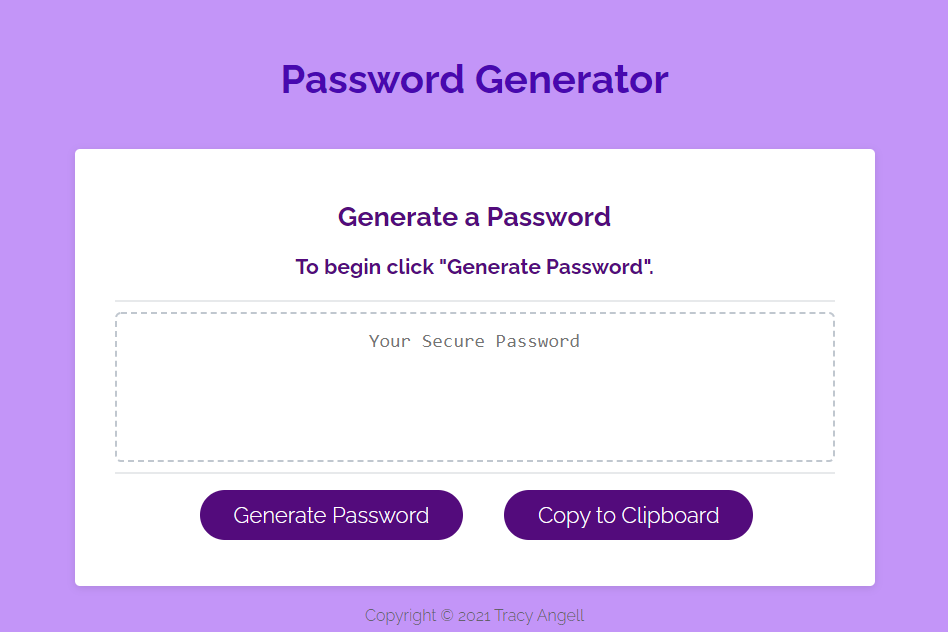 Password Generator
Generate a Password
To begin click "Generate Password".
Your Secure Password
Generate Password
Copy to Clipboard
Copyright © 2021 Tracy Angell